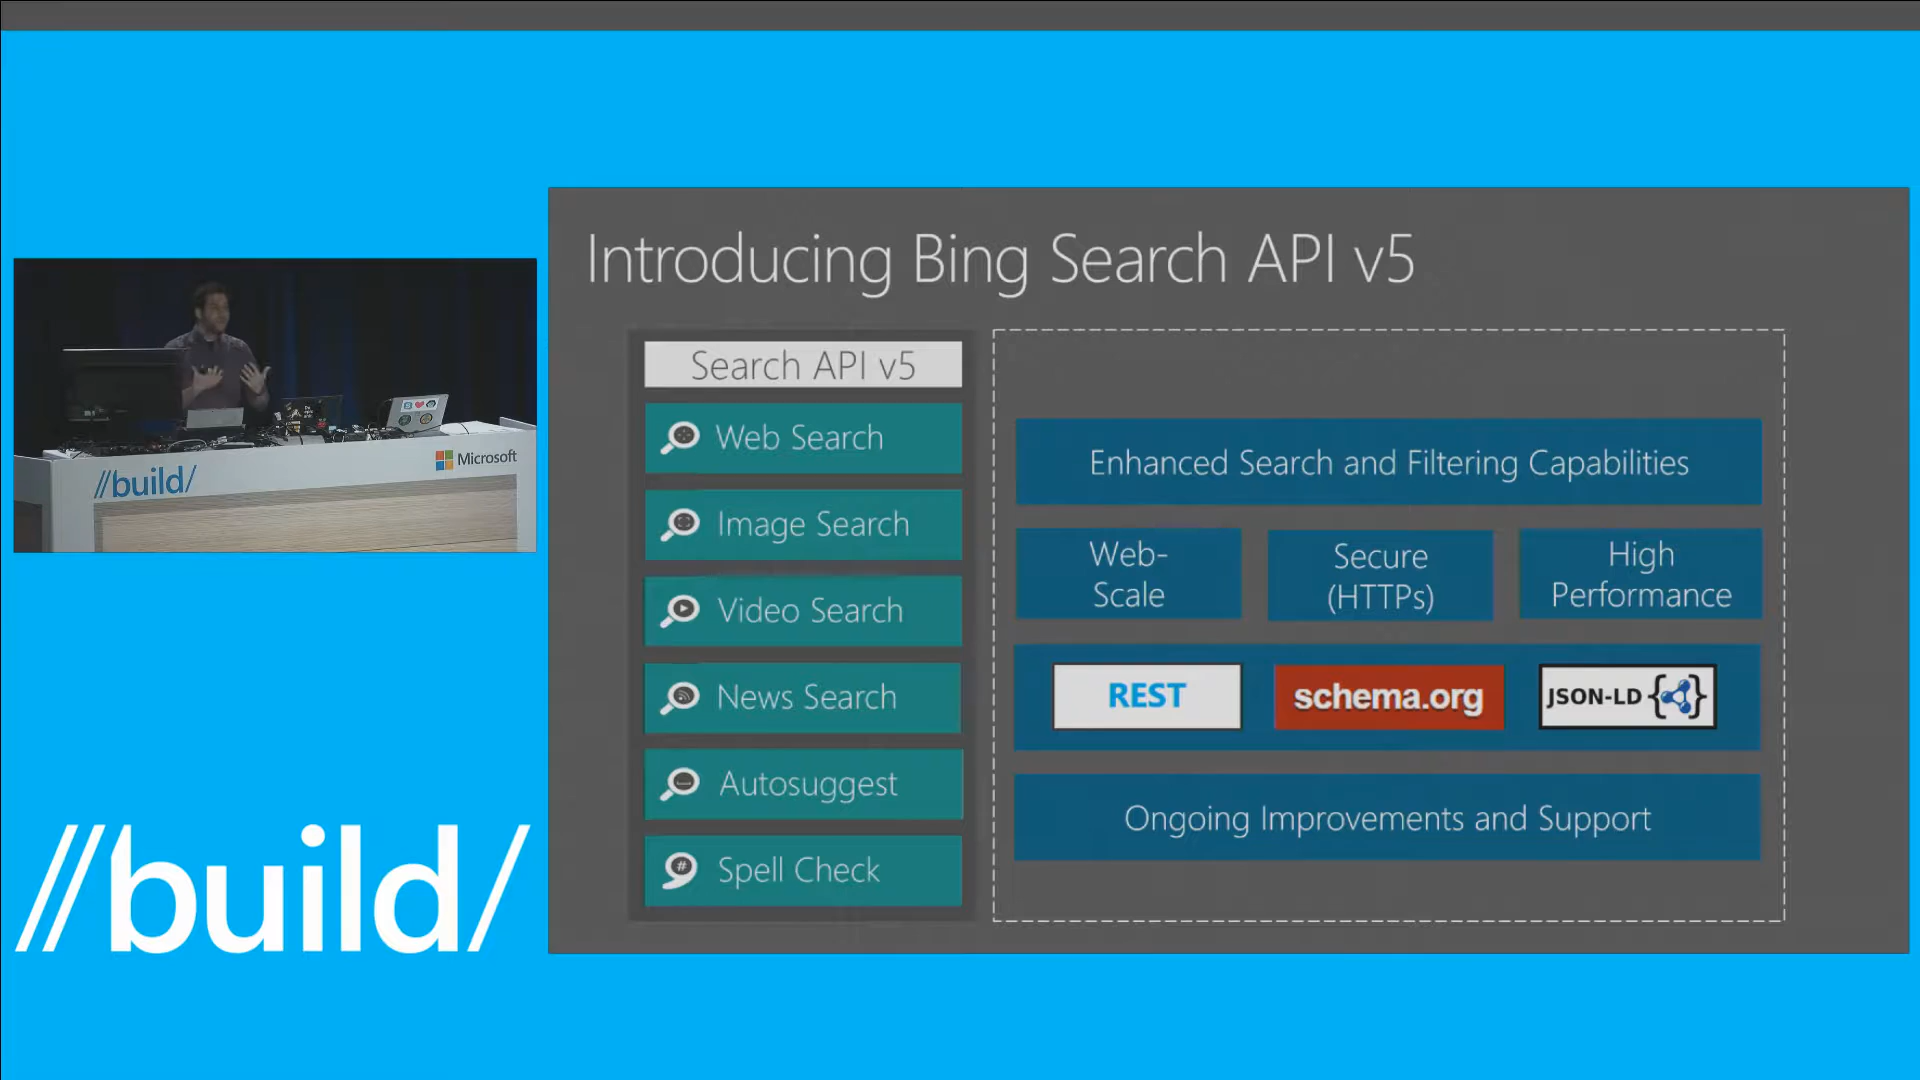 Introducing Bing Search API v5
Search API v5
Web Search
Image Search
Video Search
News Search
Autosuggest
Spell Check
Enhanced Search and Filtering Capabilities
Web-
Scale
Secure
(HTTPs)
High
Performance
REST
schema.org
JSON-LD
Ongoing Improvements and Support
//build/
Microsoft
//build/